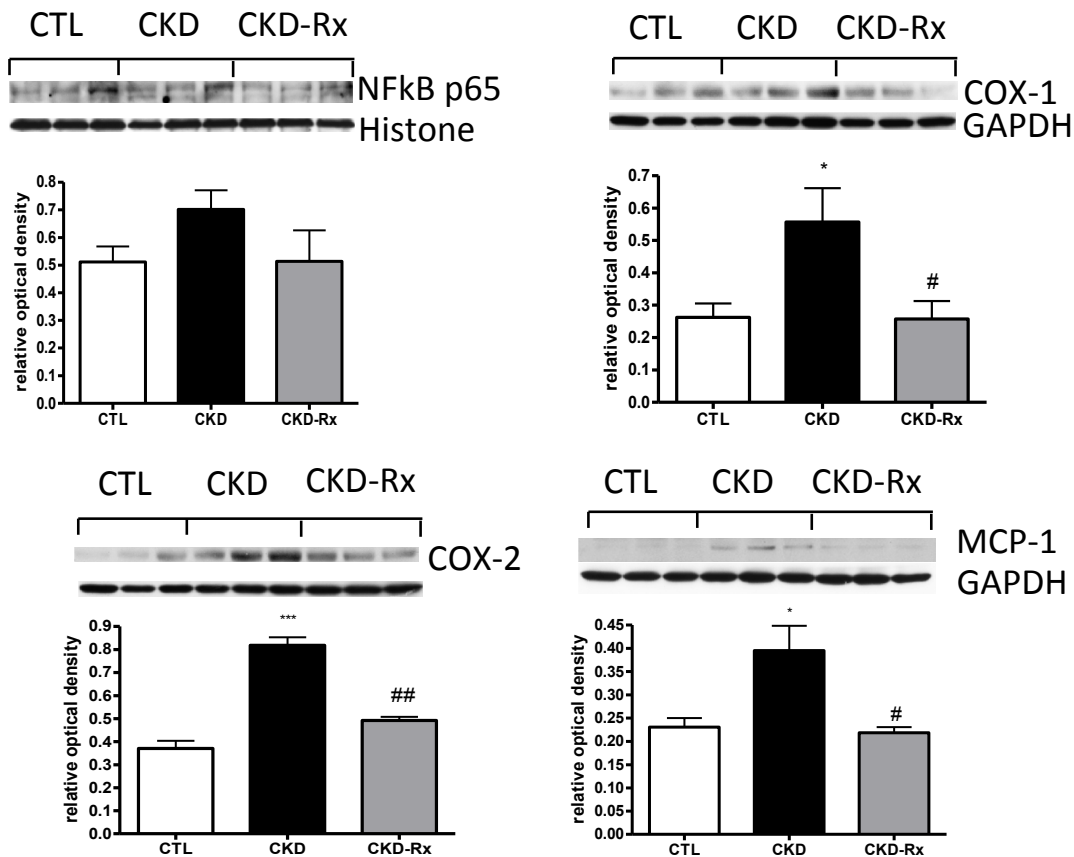 CTL CKD CKD-Rx
NFkB p65
Histone
relative optical density
0.8
0.7
0.6
0.5
0.4
0.3
0.2
0.1
0.0
CTL CKD CKD-Rx
CTL CKD CKD-Rx
COX-1
GAPDH
relative optical density
0.7
0.6
0.5
0.4
0.3
0.2
0.1
0.0
*
#
CTL CKD CKD-Rx
CTL CKD CKD-Rx
COX-2
relative optical density
0.9
0.8
0.7
0.6
0.5
0.4
0.3
0.2
0.1
0.0
***
##
CTL CKD CKD-Rx
CTL CKD CKD-Rx
MCP-1
GAPDH
relative optical density
0.45
0.40
0.35
0.30
0.25
0.20
0.15
0.10
0.05
0.00
*
#
CTL CKD CKD-Rx